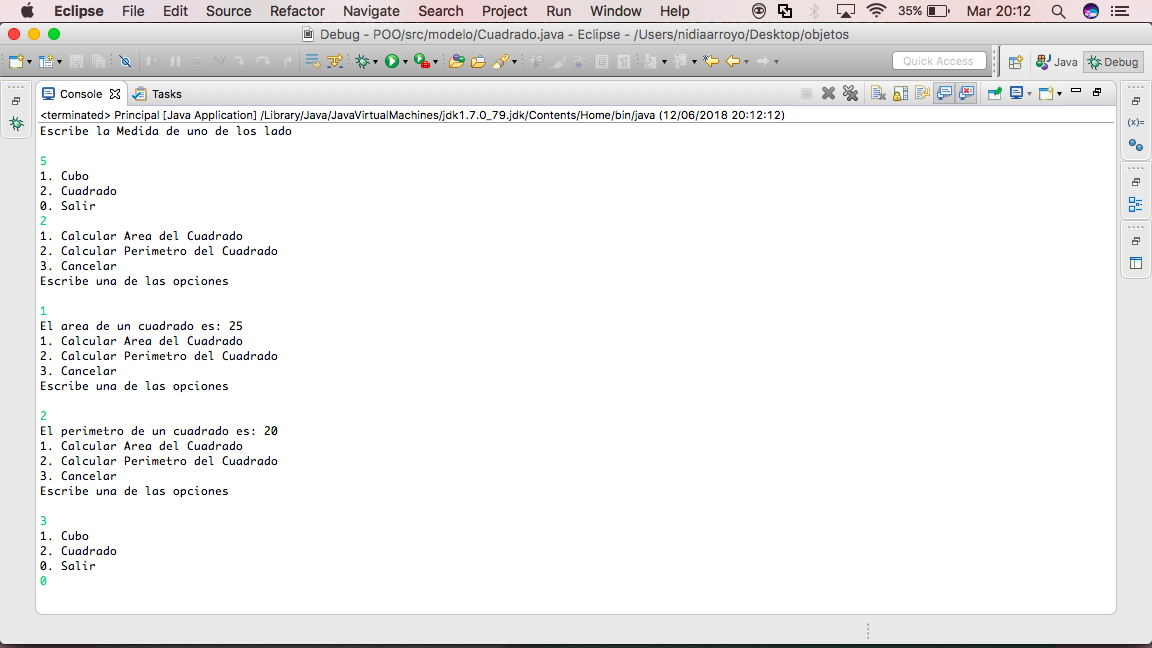 Eclipse File Edit Source Refactor Navigate Search Project Run Window Help 35% Mar 20:12
Debug - POO/src/modelo/Cuadrado.java - Eclipse - /Users/nidiaarroyo/Desktop/objetos
Quick Access Java Debug
Console Tasks
<terminated> Principal [Java Application] /Library/Java/JavaVirtualMachines/jdk1.7.0_79.jdk/Contents/Home/bin/java (12/06/2018 20:12:12)
(x)=
Escribe la Medida de uno de los lado
5
1. Cubo
2. Cuadrado
0. Salir
2
1. Calcular Area del Cuadrado
2. Calcular Perimetro del Cuadrado
3. Cancelar
Escribe una de las opciones
1
El area de un cuadrado es: 25
1. Calcular Area del Cuadrado
2. Calcular Perimetro del Cuadrado
3. Cancelar
Escribe una de las opciones
2
El perimetro de un cuadrado es: 20
1. Calcular Area del Cuadrado
2. Calcular Perimetro del Cuadrado
3. Cancelar
Escribe una de las opciones
3
1. Cubo
2. Cuadrado
0. Salir
0